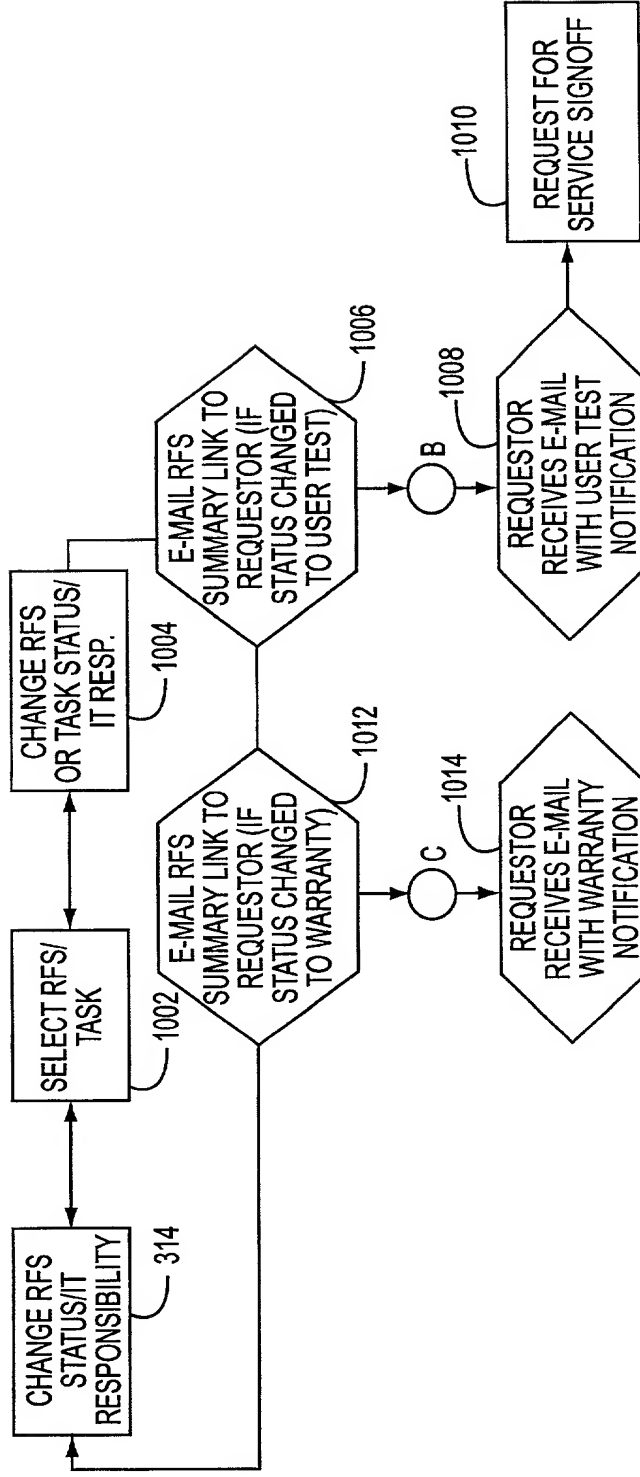 CHANGE RFS
STATUS/IT
RESPONSIBILITY
314
SELECT RFS/
TASK
1002
CHANGE RFS
OR TASK STATUS/
IT RESP.
1004
E-MAIL RFS
SUMMARY LINK TO
REQUESTOR (IF
STATUS CHANGED
TO USER TEST)
1006
B
REQUESTOR
RECEIVES E-MAIL
WITH USER TEST
NOTIFICATION
1008
REQUEST FOR
SERVICE SIGNOFF
1010
E-MAIL RFS
SUMMARY LINK TO
REQUESTOR (IF
STATUS CHANGED
TO WARRANTY)
1012
C
REQUESTOR
RECEIVES E-MAIL
WITH WARRANTY
NOTIFICATION
1014